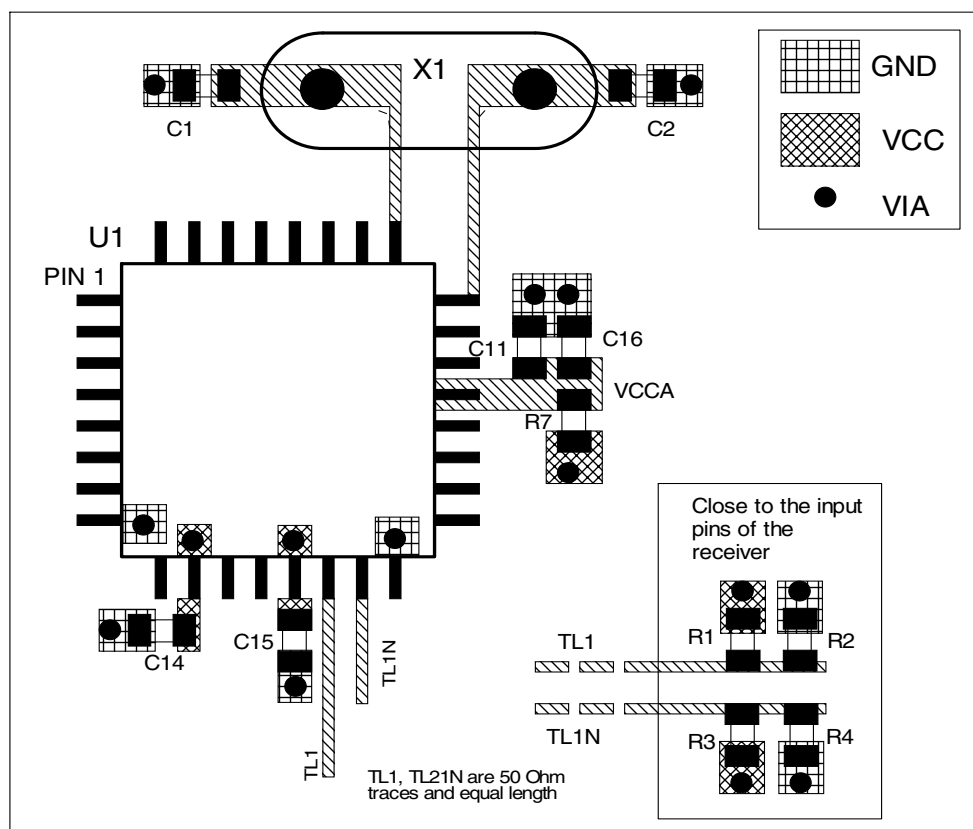 X1
C1
C2
GND
VCC
VIA
U1
PIN 1
C11
C16
VCCA
R7
Close to the input
pins of the
receiver
C14
C15
TL1
TL1N
TL1
TL1N
R1
R2
R3
R4
TL1, TL21N are 50 Ohm
traces and equal length